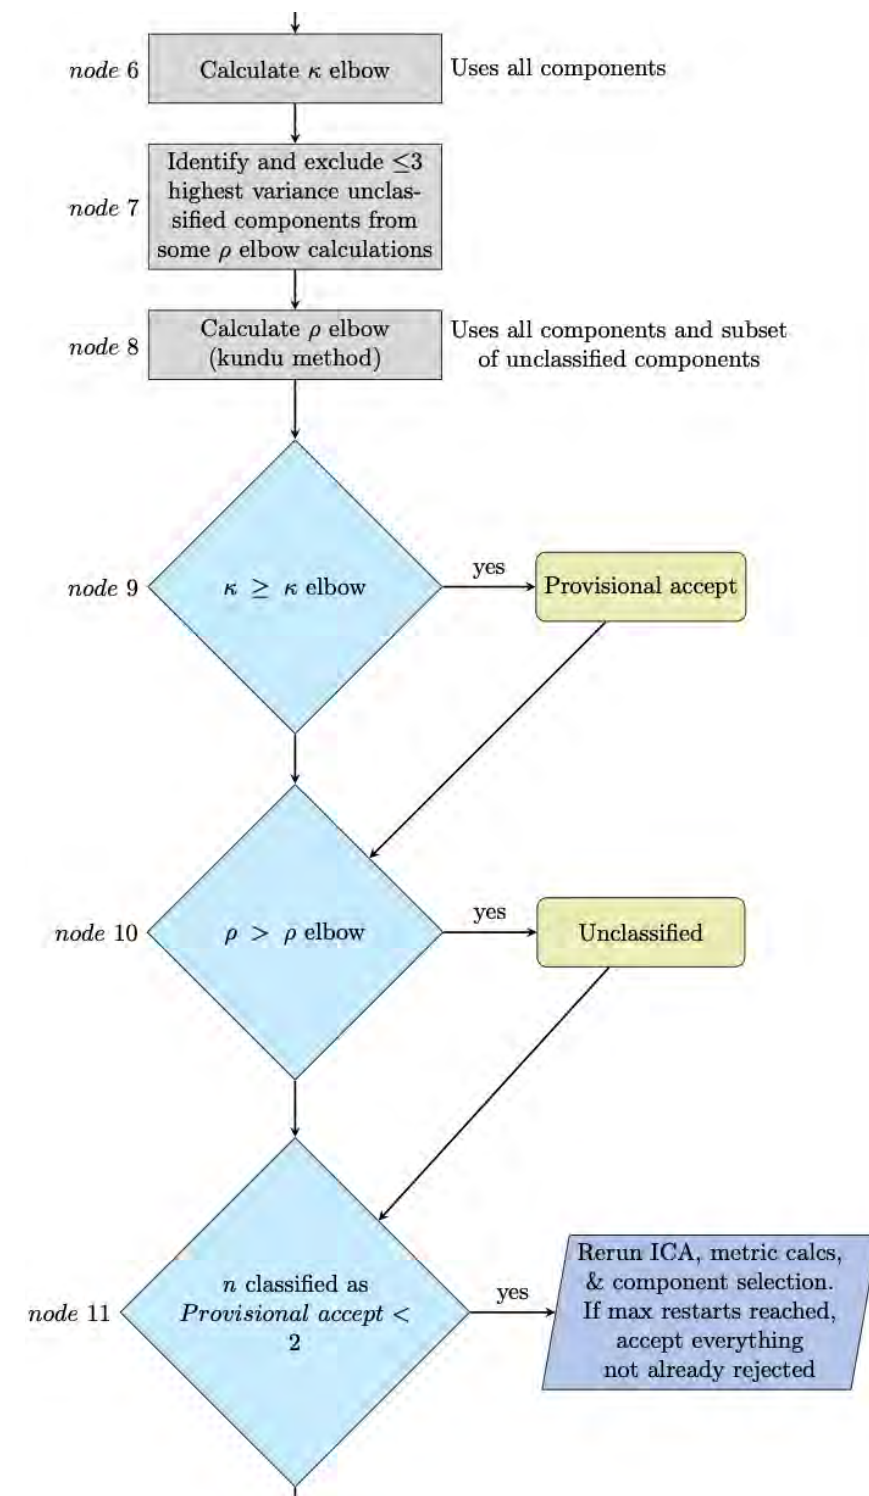 node 6
Calculate κ elbow
Uses all components
node 7
Identify and exclude ≤3
highest variance unclas-
sified components from
some ρ elbow calculations
node 8
Calculate ρ elbow
(kundu method)
Uses all components and subset
of unclassified components
node 9
κ ≥ κ elbow
yes
Provisional accept
node 10
ρ > ρ elbow
yes
Unclassified
node 11
n classified as
Provisional accept <
2
yes
Rerun ICA, metric calcs,
& component selection.
If max restarts reached,
accept everything
not already rejected